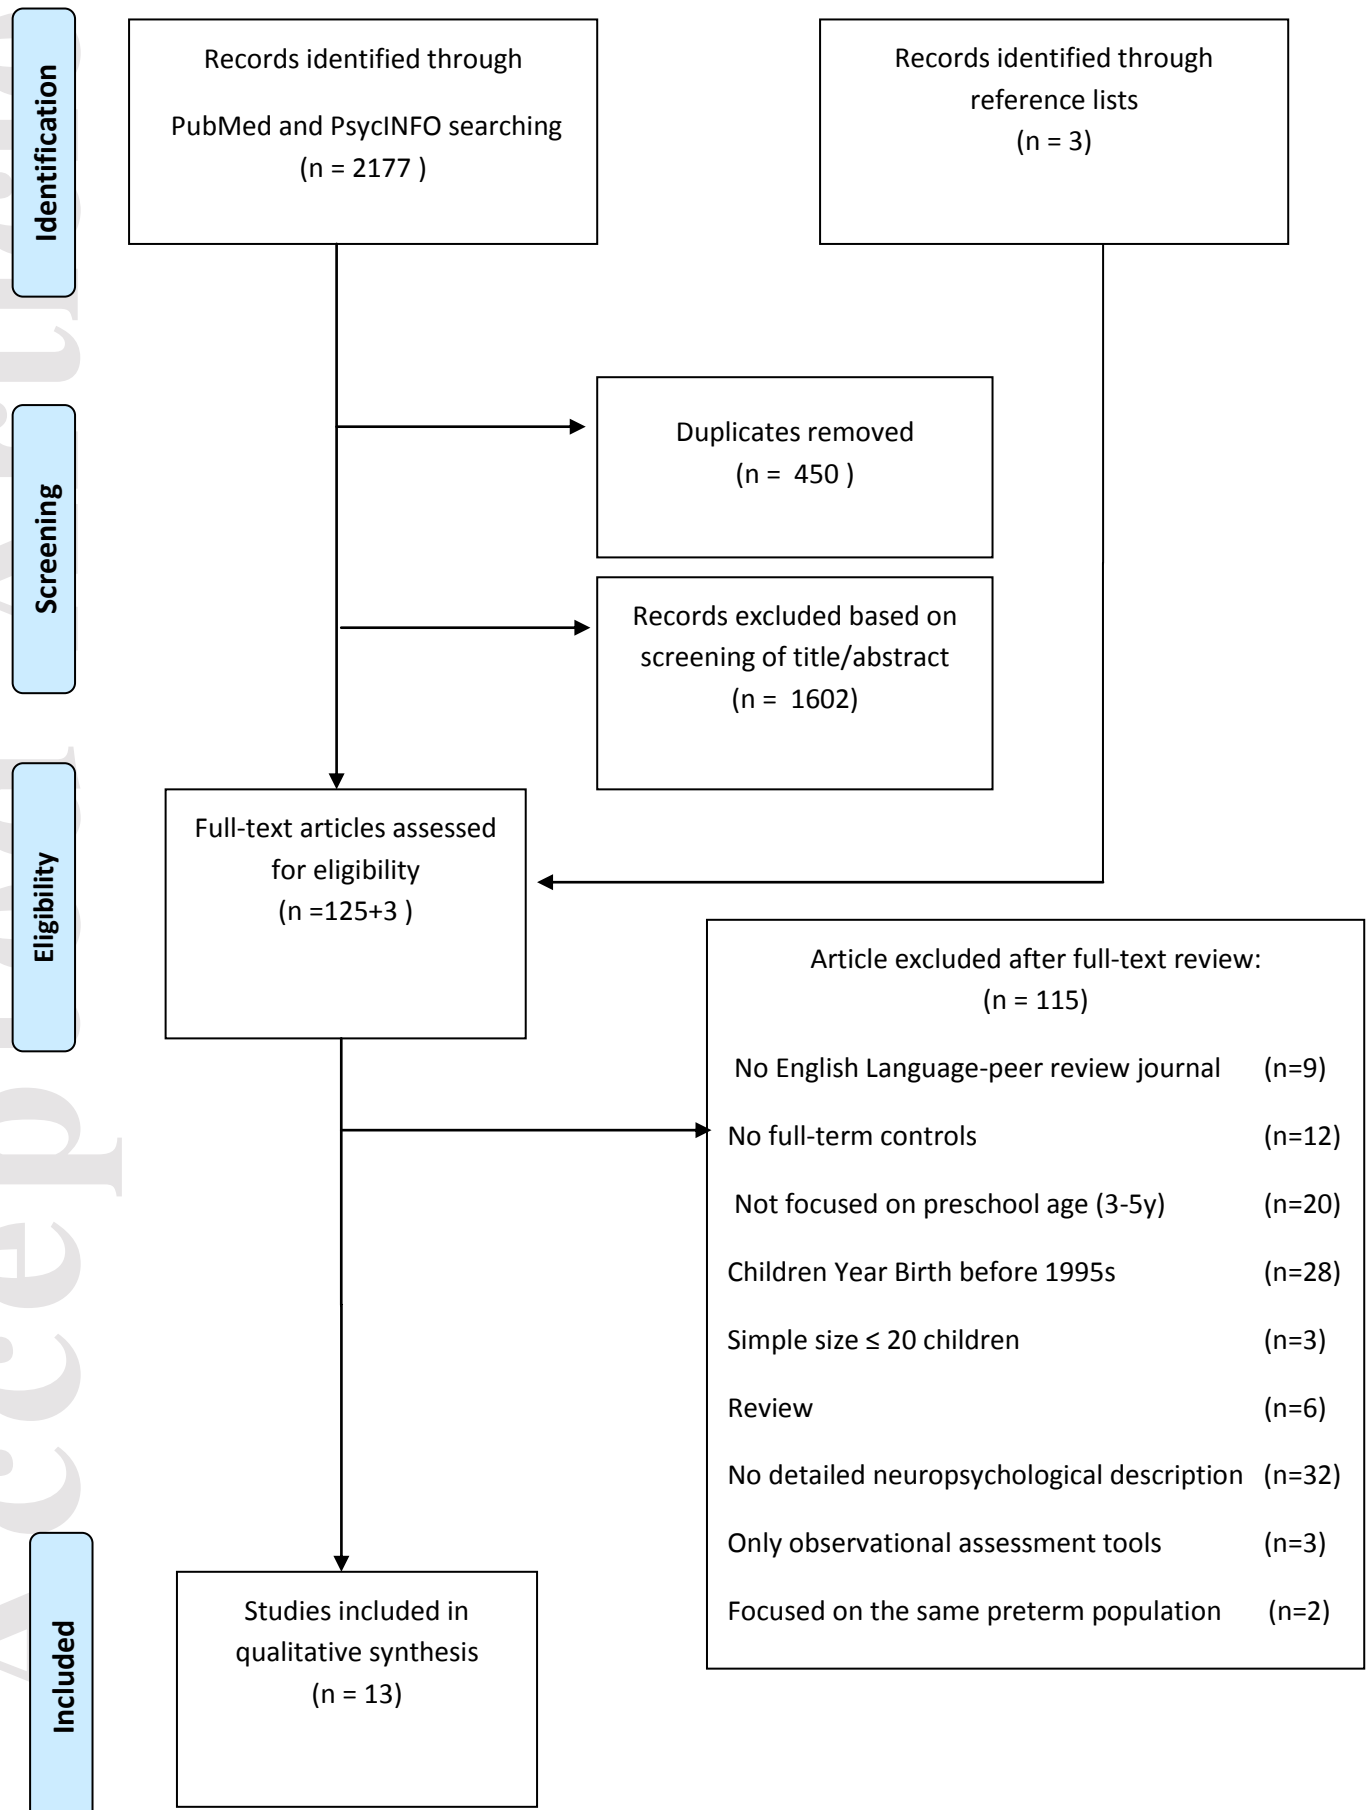 Identification
Records identified through
PubMed and PsycINFO searching
(n = 2177 )
Records identified through
reference lists
(n = 3)
Screening
Duplicates removed
(n = 450 )
Records excluded based on
screening of title/abstract
(n = 1602)
Eligibility
Full-text articles assessed
for eligibility
(n =125+3 )
Article excluded after full-text review:
(n = 115)
No English Language-peer review journal (n=9)
No full-term controls (n=12)
Not focused on preschool age (3-5y) (n=20)
Children Year Birth before 1995s (n=28)
Simple size ≤ 20 children (n=3)
Review (n=6)
No detailed neuropsychological description (n=32)
Only observational assessment tools (n=3)
Focused on the same preterm population (n=2)
Included
Studies included in
qualitative synthesis
(n = 13)